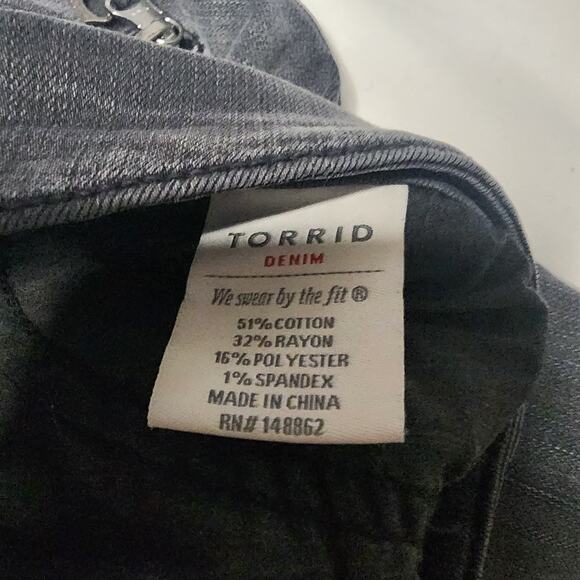 TORRID
DENIM
We swear by the fit ®
51% COTTON
32% RAYON
16% POLYESTER
1% SPANDEX
MADE IN CHINA
RN# 148862